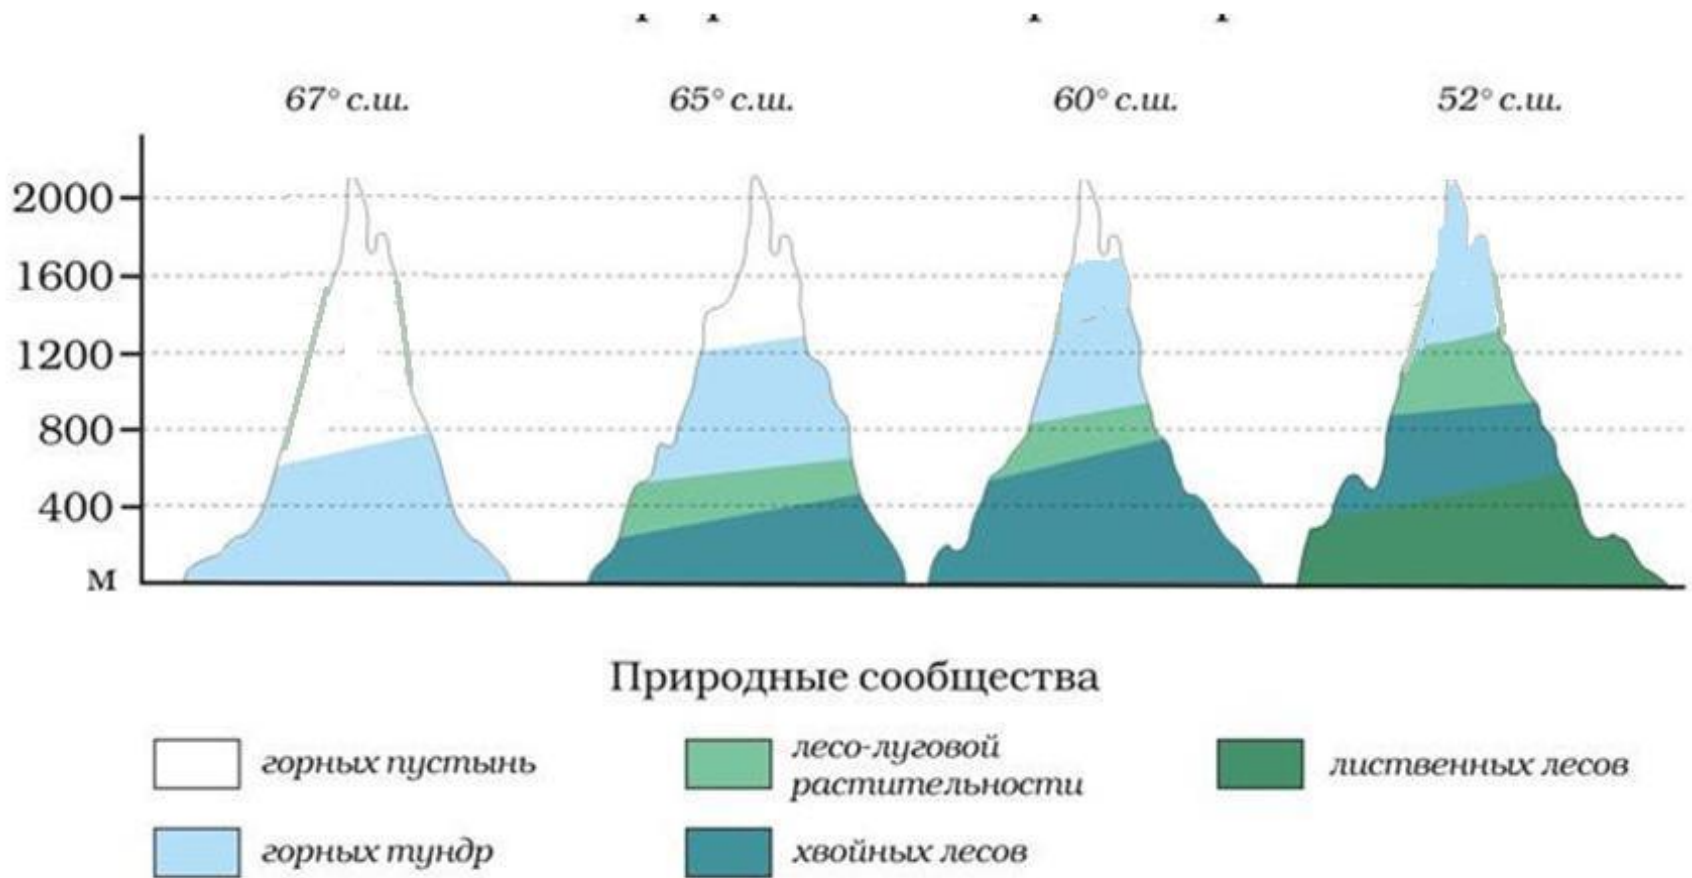 67° с.ш.
65° с.ш.
60° с.ш.
52° с.ш.
2000
1600
1200
800
400
м
Природные сообщества
горных пустынь
лесо-луговой
растительности
лиственных лесов
горных тундр
хвойных лесов